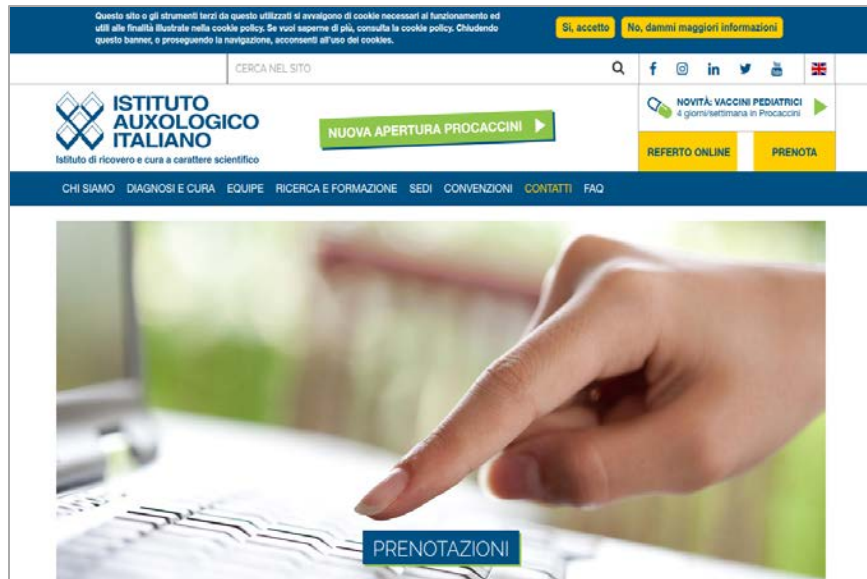 Questo sito o gli strumenti terzi da questo utilizzati si avvalgono di cookie necessari al funzionamento ed
utili alle finalità illustrate nella cookie policy. Se vuoi saperne di più, consulta la cookie policy. Chiudendo
questo banner, o proseguendo la navigazione, acconsenti all'uso dei cookies.
Sì, accetto
No, dammi maggiori informazioni
CERCA NEL SITO
ISTITUTO
AUXOLOGICO
ITALIANO
Istituto di ricovero e cura a carattere scientifico
NUOVA APERTURA PROCACCINI
NOVITÀ: VACCINI PEDIATRICI
4 giorni/settimana in Procaccini
REFERTO ONLINE
PRENOTA
CHI SIAMO DIAGNOSI E CURA EQUIPE RICERCA E FORMAZIONE SEDI CONVENZIONI CONTATTI FAQ
PRENOTAZIONI